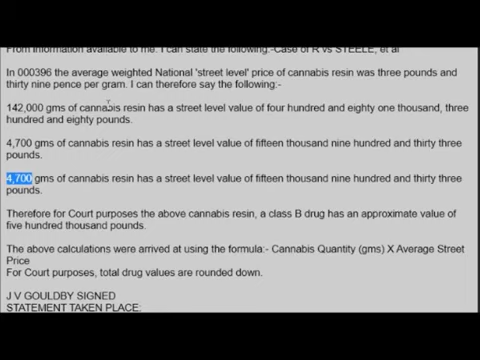 From information available to me. I can state the following:-Case of R vs STEELE, et al
In 000396 the average weighted National 'street level' price of cannabis resin was three pounds and
thirty nine pence per gram. I can therefore say the following:-
142,000 gms of cannabis resin has a street level value of four hundred and eighty one thousand, three
hundred and eighty pounds.
4,700 gms of cannabis resin has a street level value of fifteen thousand nine hundred and thirty three
pounds.
4,700 gms of cannabis resin has a street level value of fifteen thousand nine hundred and thirty three
pounds.
Therefore for Court purposes the above cannabis resin, a class B drug has an approximate value of
five hundred thousand pounds.
The above calculations were arrived at using the formula:- Cannabis Quantity (gms) X Average Street
Price
For Court purposes, total drug values are rounded down.
J V GOULDBY SIGNED
STATEMENT TAKEN PLACE: